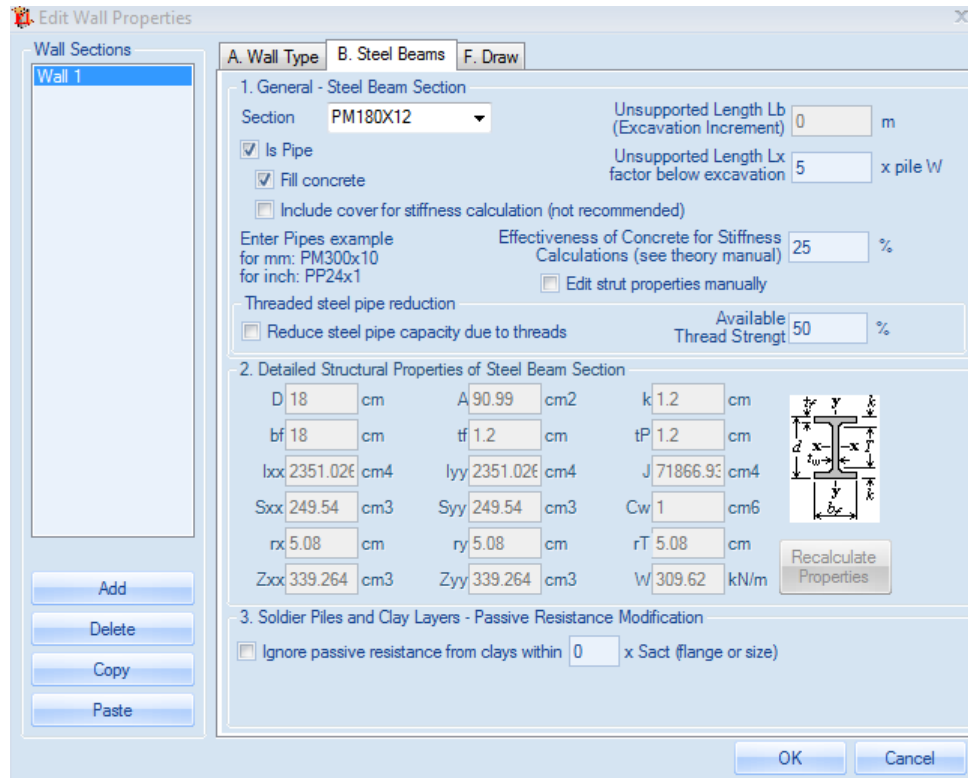 Edit Wall Properties
X
Wall Sections
Wall 1
A. Wall Type B. Steel Beams F. Draw
1. General - Steel Beam Section
Section PM180X12
Unsupported Length Lb
(Excavation Increment) 0 m
Is Pipe
Unsupported Length Lx
factor below excavation 5 x pile W
Fill concrete
Include cover for stiffness calculation (not recommended)
Enter Pipes example
for mm: PM300x10
for inch: PP24x1
Effectiveness of Concrete for Stiffness
Calculations (see theory manual) 25 %
Edit strut properties manually
Threaded steel pipe reduction
Reduce steel pipe capacity due to threads
Available
Thread Strengt 50 %
2. Detailed Structural Properties of Steel Beam Section
D 18 cm A 90.99 cm2 k 1.2 cm
bf 18 cm tf 1.2 cm tP 1.2 cm
Ixx 2351.026 cm4 Iyy 2351.026 cm4 J 71866.93 cm4
Sxx 249.54 cm3 Syy 249.54 cm3 Cw 1 cm6
rx 5.08 cm ry 5.08 cm rT 5.08 cm
Zxx 339.264 cm3 Zyy 339.264 cm3 W 309.62 kN/m
tf y k
d x x T
tw
y k
bf
Recalculate
Properties
3. Soldier Piles and Clay Layers - Passive Resistance Modification
Ignore passive resistance from clays within 0 x Sact (flange or size)
Add
Delete
Copy
Paste
OK Cancel